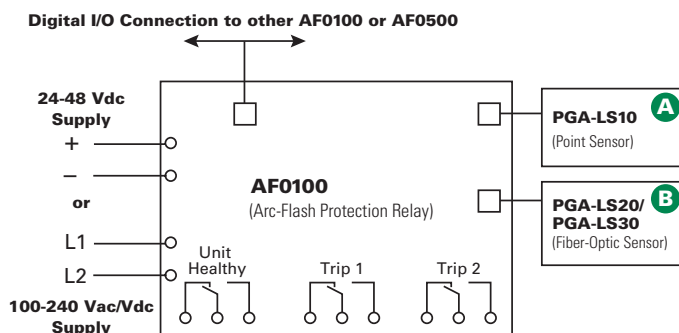 Digital I/O Connection to other AF0100 or AF0500
24-48 Vdc
Supply
+
–
or
L1
L2
100-240 Vac/Vdc
Supply
AF0100
(Arc-Flash Protection Relay)
Unit
Healthy
Trip 1
Trip 2
PGA-LS10
A
(Point Sensor)
PGA-LS20/
PGA-LS30
B
(Fiber-Optic Sensor)